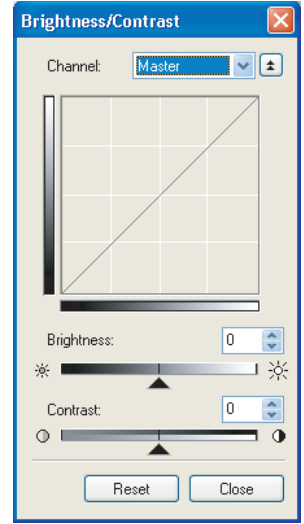 Brightness/Contrast
Channel: Master
Brightness: 0
Contrast: 0
Reset Close